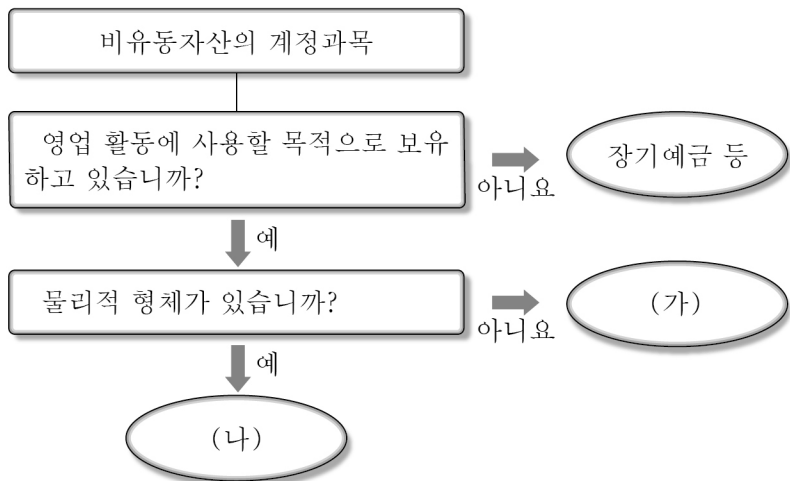 비유동자산의 계정과목
영업 활동에 사용할 목적으로 보유
하고 있습니까?
아니요
장기예금 등
예
물리적 형체가 있습니까?
아니요
(가)
예
(나)